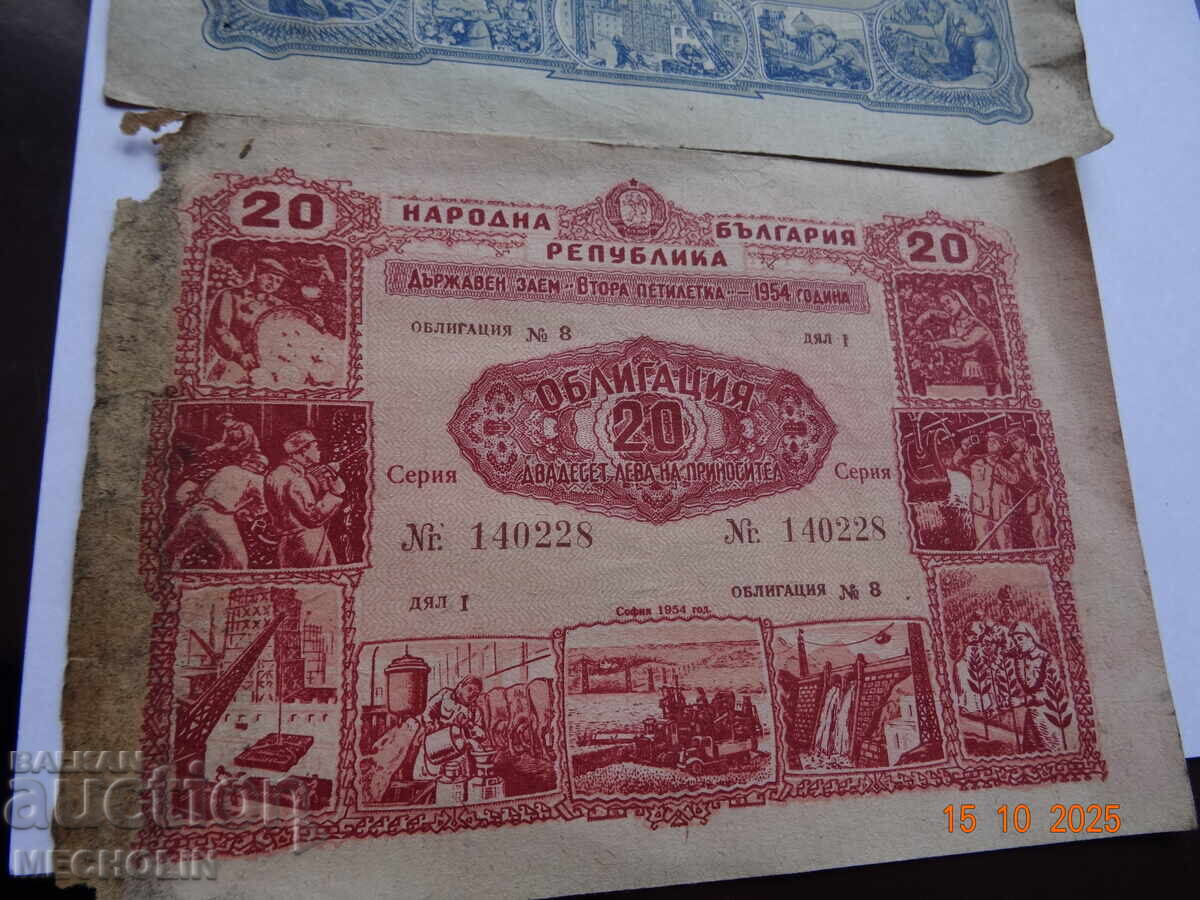 20
НАРОДНА БЪЛГАРИЯ 20
РЕПУБЛИКА
ДЪРЖАВЕН ЗАЕМ „ВТОРА ПЕТИЛЕТКА" — 1954 ГОДИНА
ОБЛИГАЦИЯ № 8 ДЯЛ I
ОБЛИГАЦИЯ
20
ДВАДЕСЕТ ЛЕВА НА ПРИНОСИТЕЛ
Серия Серия
Nr. 140228 Nr. 140228
ДЯЛ I ОБЛИГАЦИЯ № 8
София 1954 год.
BALKAN
auction
MECHOLIN
15 10 2025